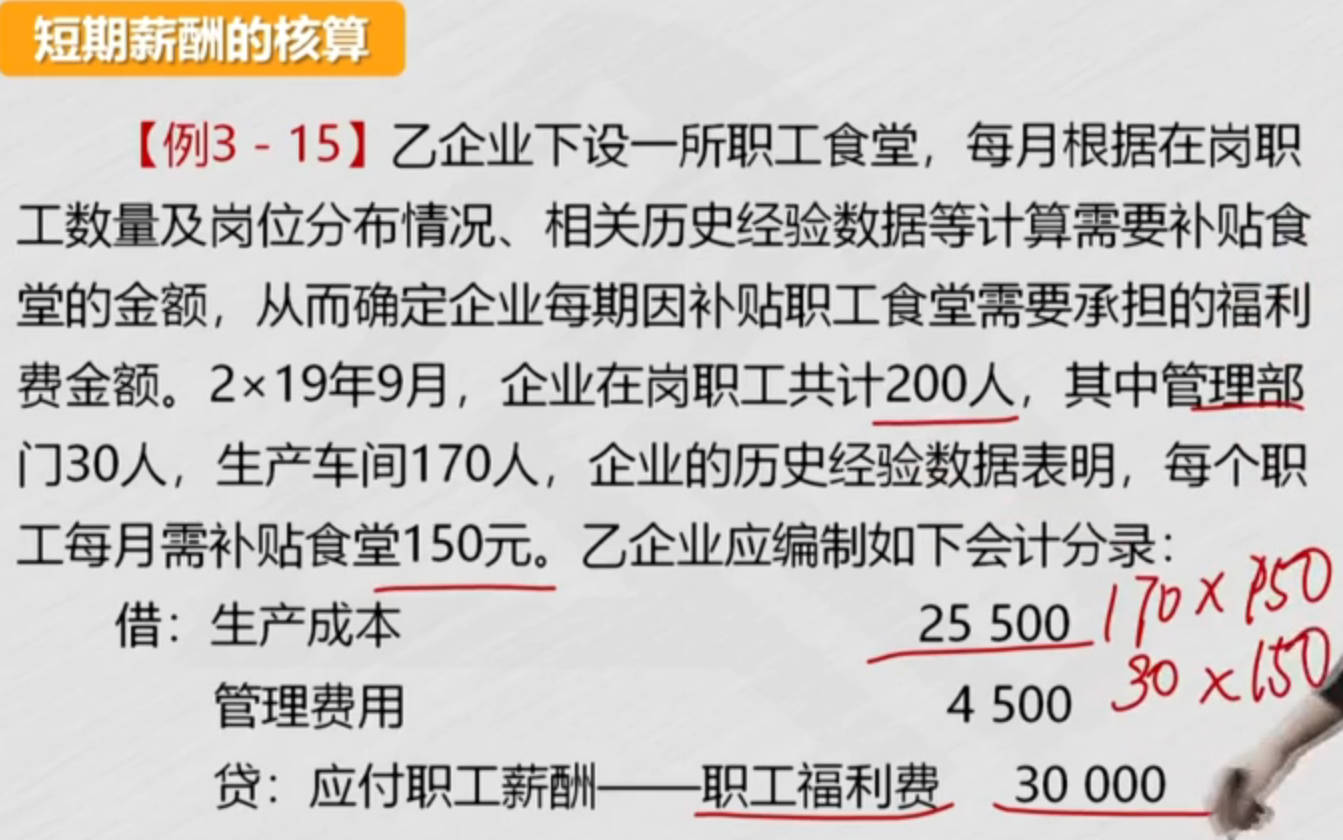 短期薪酬的核算
【例3-15】乙企业下设一所职工食堂，每月根据在岗职
工数量及岗位分布情况、相关历史经验数据等计算需要补贴食
堂的金额，从而确定企业每期因补贴职工食堂需要承担的福利
费金额。2×19年9月，企业在岗职工共计200人，其中管理部
门30人，生产车间170人，企业的历史经验数据表明，每个职
工每月需补贴食堂150元。乙企业应编制如下会计分录：
借：生产成本 25 500 170×150
管理费用 4 500 30×150
贷：应付职工薪酬——职工福利费 30 000